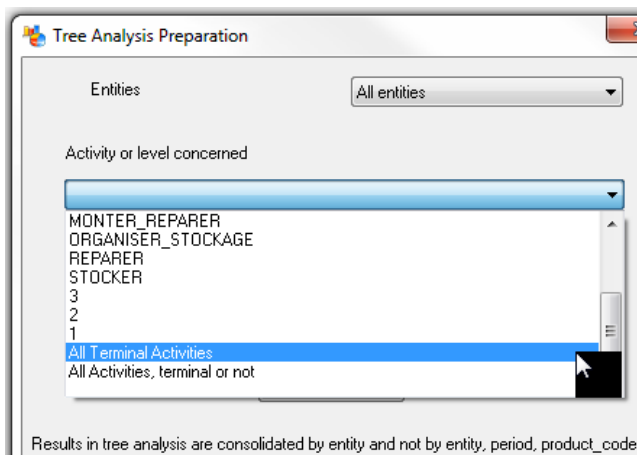 Tree Analysis Preparation
Entities
All entities
Activity or level concerned
MONTER_REPARER
ORGANISER_STOCKAGE
REPARER
STOCKER
3
2
1
All Terminal Activities
All Activities, terminal or not
Results in tree analysis are consolidated by entity and not by entity, period, product_code